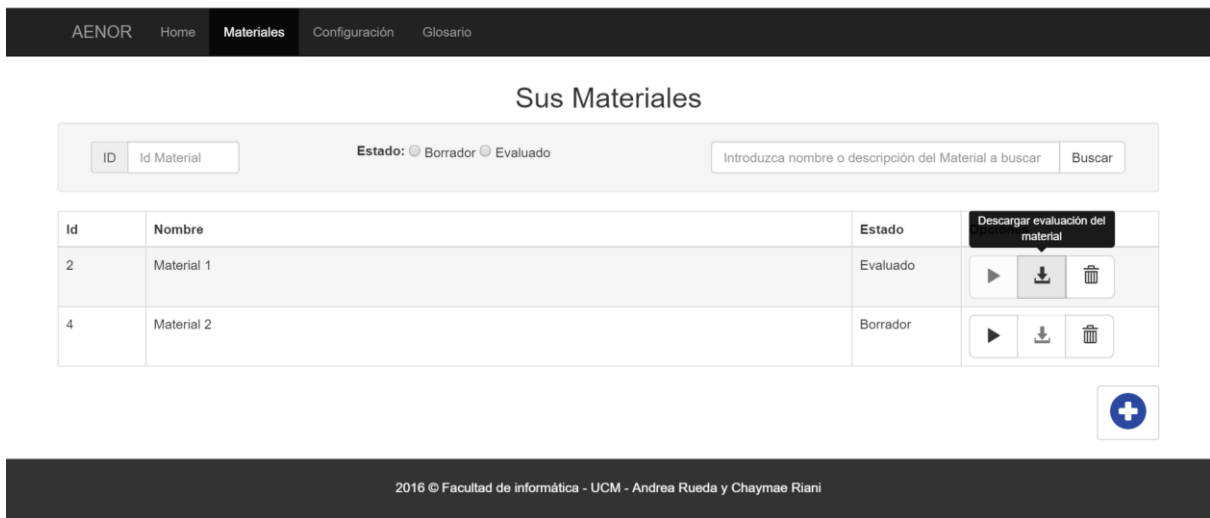 AENOR Home Materiales Configuración Glosario
Sus Materiales
ID Id Material Estado: Borrador Evaluado Introduzca nombre o descripción del Material a buscar Buscar
Id Nombre Estado Opciones
Descargar evaluación del
material
2 Material 1 Evaluado
4 Material 2 Borrador
2016 © Facultad de informática - UCM - Andrea Rueda y Chaymae Riani